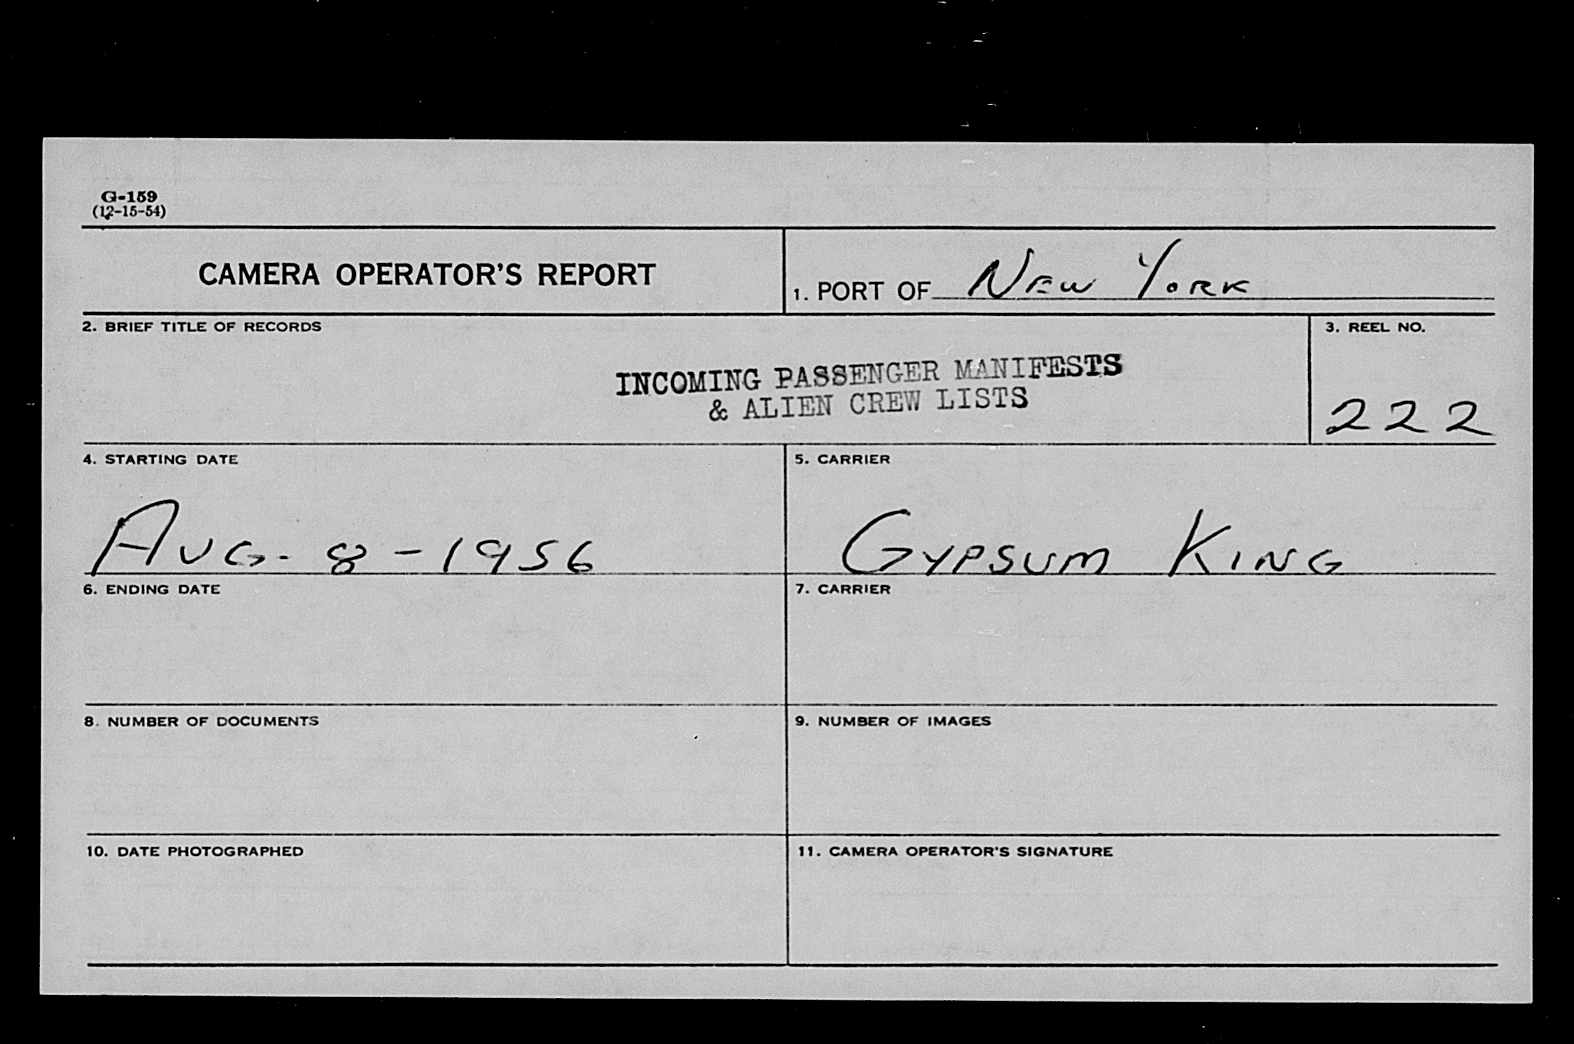 G-159
(12-15-54)
CAMERA OPERATOR'S REPORT
1. PORT OF New York
2. BRIEF TITLE OF RECORDS
INCOMING PASSENGER MANIFESTS
& ALIEN CREW LISTS
3. REEL NO.
222
4. STARTING DATE
AUG. 8 - 1956
5. CARRIER
GYPSUM KING
6. ENDING DATE
7. CARRIER
8. NUMBER OF DOCUMENTS
9. NUMBER OF IMAGES
10. DATE PHOTOGRAPHED
11. CAMERA OPERATOR'S SIGNATURE